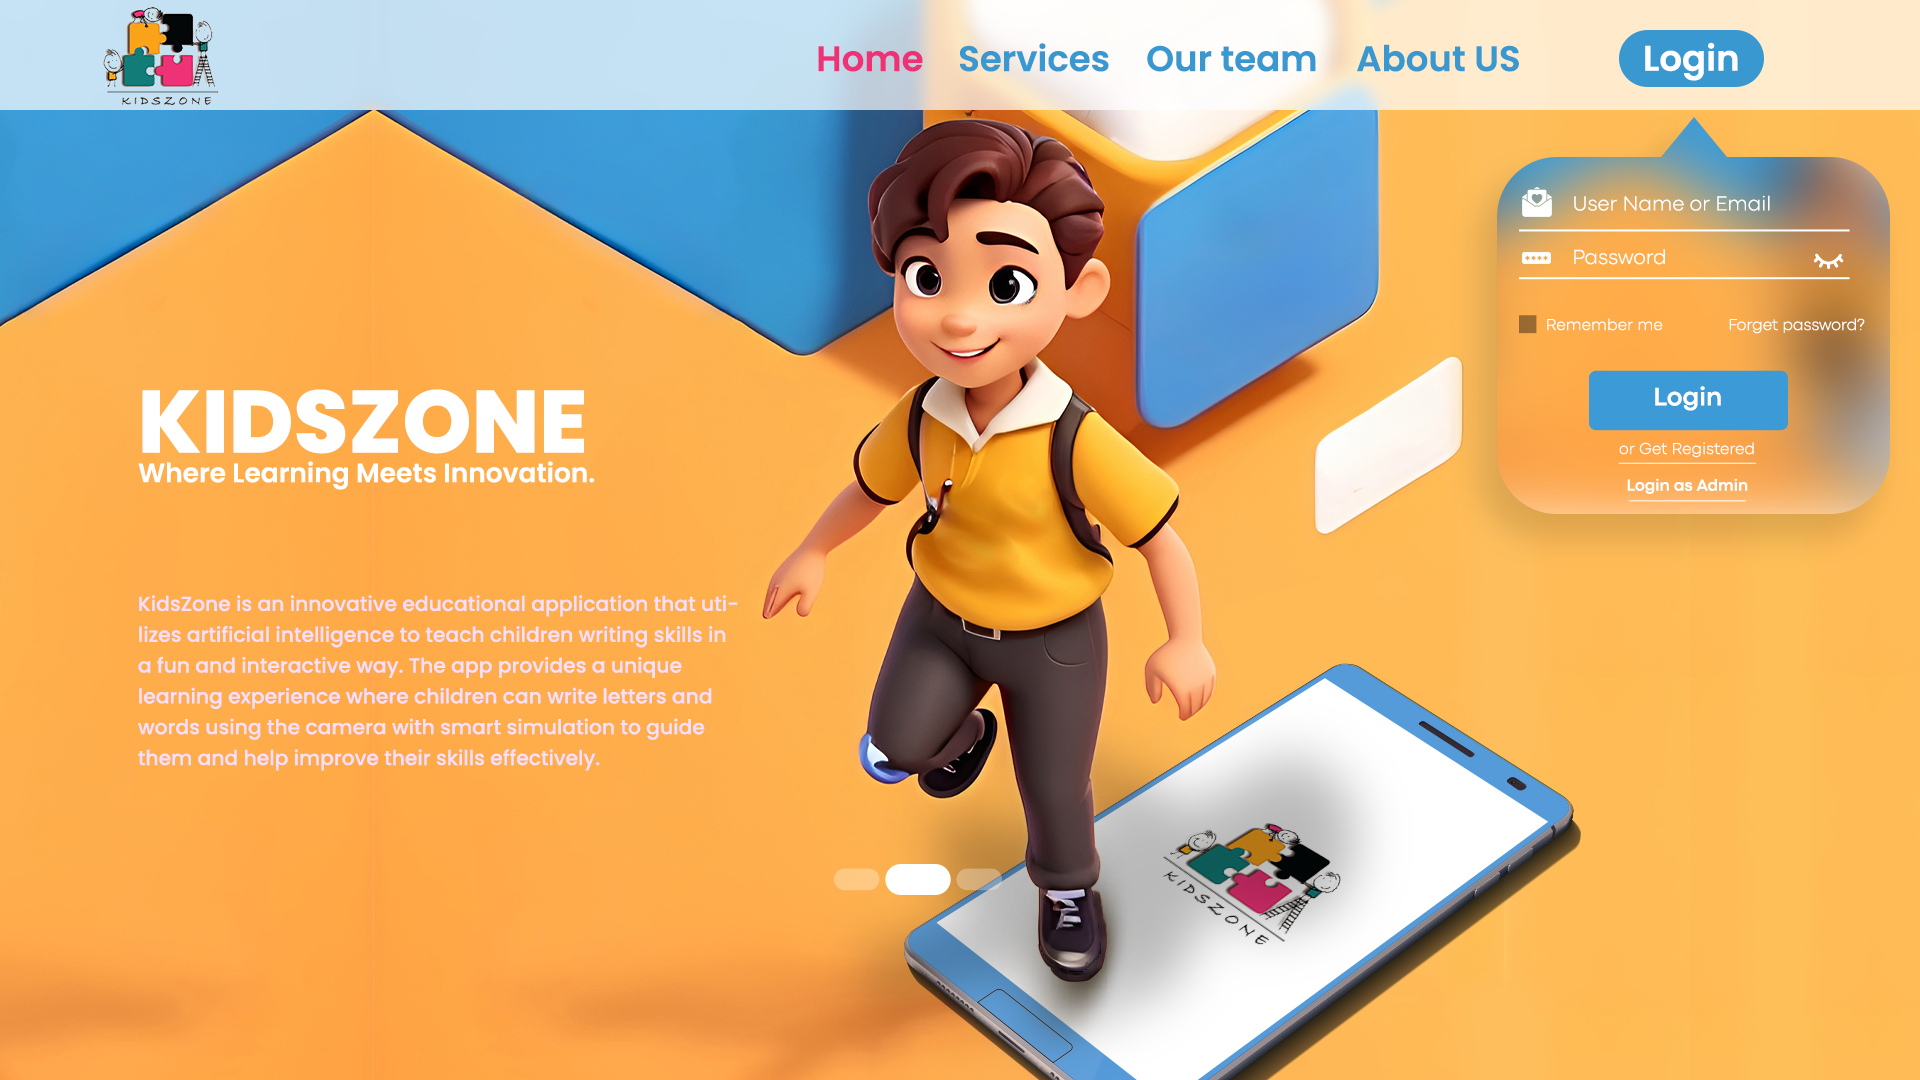 KIDSZONE
Home
Services
Our team
About US
Login
User Name or Email
Password
Remember me
Forget password?
Login
or Get Registered
Login as Admin
KIDSZONE
Where Learning Meets Innovation.
KidsZone is an innovative educational application that uti-
lizes artificial intelligence to teach children writing skills in
a fun and interactive way. The app provides a unique
learning experience where children can write letters and
words using the camera with smart simulation to guide
them and help improve their skills effectively.
KIDSZONE